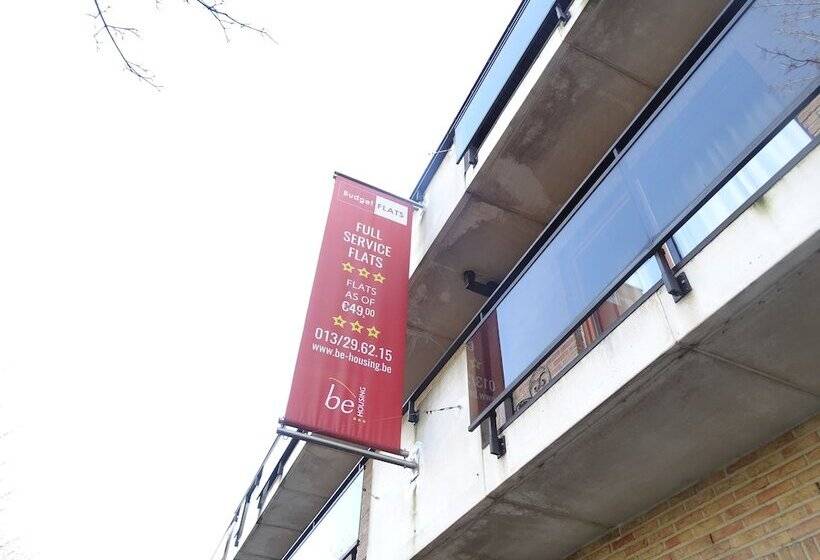 Budget FLATS
FULL
SERVICE
FLATS
FLATS
AS OF
€49,00
013/29.62.15
www.be-housing.be
be HOUSING
013